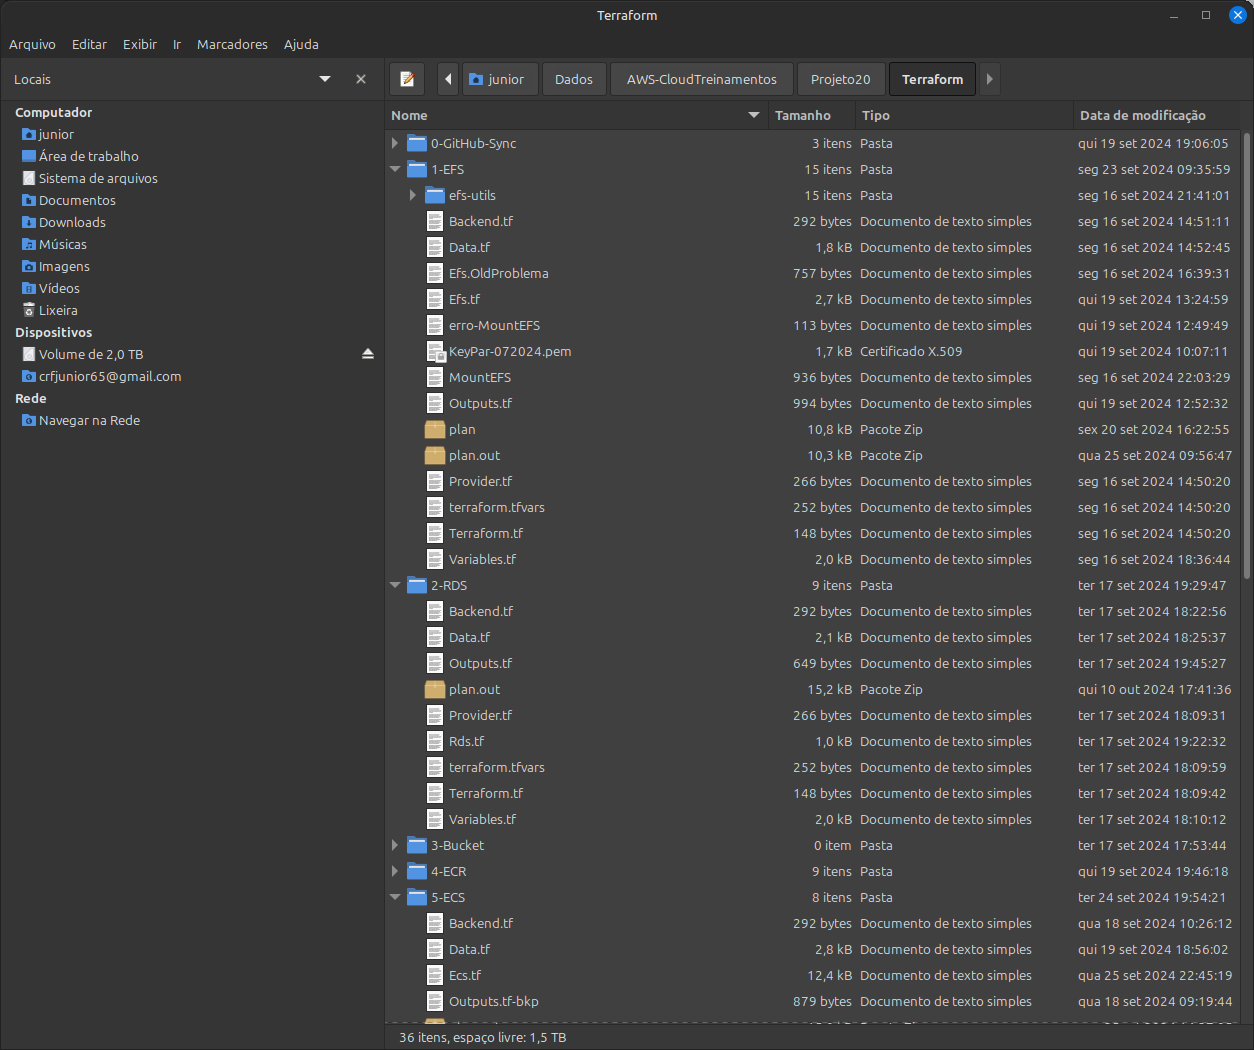 Terraform
Arquivo Editar Exibir Ir Marcadores Ajuda
Locais
junior Dados AWS-CloudTreinamentos Projeto20 Terraform
Computador
junior
Área de trabalho
Sistema de arquivos
Documentos
Downloads
Músicas
Imagens
Vídeos
Lixeira
Dispositivos
Volume de 2,0 TB
crfjunior65@gmail.com
Rede
Navegar na Rede
Nome Tamanho Tipo Data de modificação
0-GitHub-Sync 3 itens Pasta qui 19 set 2024 19:06:05
1-EFS 15 itens Pasta seg 23 set 2024 09:35:59
efs-utils 15 itens Pasta seg 16 set 2024 21:41:01
Backend.tf 292 bytes Documento de texto simples seg 16 set 2024 14:51:11
Data.tf 1,8 kB Documento de texto simples seg 16 set 2024 14:52:45
Efs.OldProblema 757 bytes Documento de texto simples seg 16 set 2024 16:39:31
Efs.tf 2,7 kB Documento de texto simples qui 19 set 2024 13:24:59
erro-MountEFS 113 bytes Documento de texto simples qui 19 set 2024 12:49:49
KeyPar-072024.pem 1,7 kB Certificado X.509 qui 19 set 2024 10:07:11
MountEFS 936 bytes Documento de texto simples seg 16 set 2024 22:03:29
Outputs.tf 994 bytes Documento de texto simples qui 19 set 2024 12:52:32
plan 10,8 kB Pacote Zip sex 20 set 2024 16:22:55
plan.out 10,3 kB Pacote Zip qua 25 set 2024 09:56:47
Provider.tf 266 bytes Documento de texto simples seg 16 set 2024 14:50:20
terraform.tfvars 252 bytes Documento de texto simples seg 16 set 2024 14:50:20
Terraform.tf 148 bytes Documento de texto simples seg 16 set 2024 14:50:20
Variables.tf 2,0 kB Documento de texto simples seg 16 set 2024 18:36:44
2-RDS 9 itens Pasta ter 17 set 2024 19:29:47
Backend.tf 292 bytes Documento de texto simples ter 17 set 2024 18:22:56
Data.tf 2,1 kB Documento de texto simples ter 17 set 2024 18:25:37
Outputs.tf 649 bytes Documento de texto simples ter 17 set 2024 19:45:27
plan.out 15,2 kB Pacote Zip qui 10 out 2024 17:41:36
Provider.tf 266 bytes Documento de texto simples ter 17 set 2024 18:09:31
Rds.tf 1,0 kB Documento de texto simples ter 17 set 2024 19:22:32
terraform.tfvars 252 bytes Documento de texto simples ter 17 set 2024 18:09:59
Terraform.tf 148 bytes Documento de texto simples ter 17 set 2024 18:09:42
Variables.tf 2,0 kB Documento de texto simples ter 17 set 2024 18:10:12
3-Bucket 0 item Pasta ter 17 set 2024 17:53:44
4-ECR 9 itens Pasta qui 19 set 2024 19:46:18
5-ECS 8 itens Pasta ter 24 set 2024 19:54:21
Backend.tf 292 bytes Documento de texto simples qua 18 set 2024 10:26:12
Data.tf 2,8 kB Documento de texto simples qui 19 set 2024 18:56:02
Ecs.tf 12,4 kB Documento de texto simples qua 25 set 2024 22:45:19
Outputs.tf-bkp 879 bytes Documento de texto simples qua 18 set 2024 09:19:44
36 itens, espaço livre: 1,5 TB